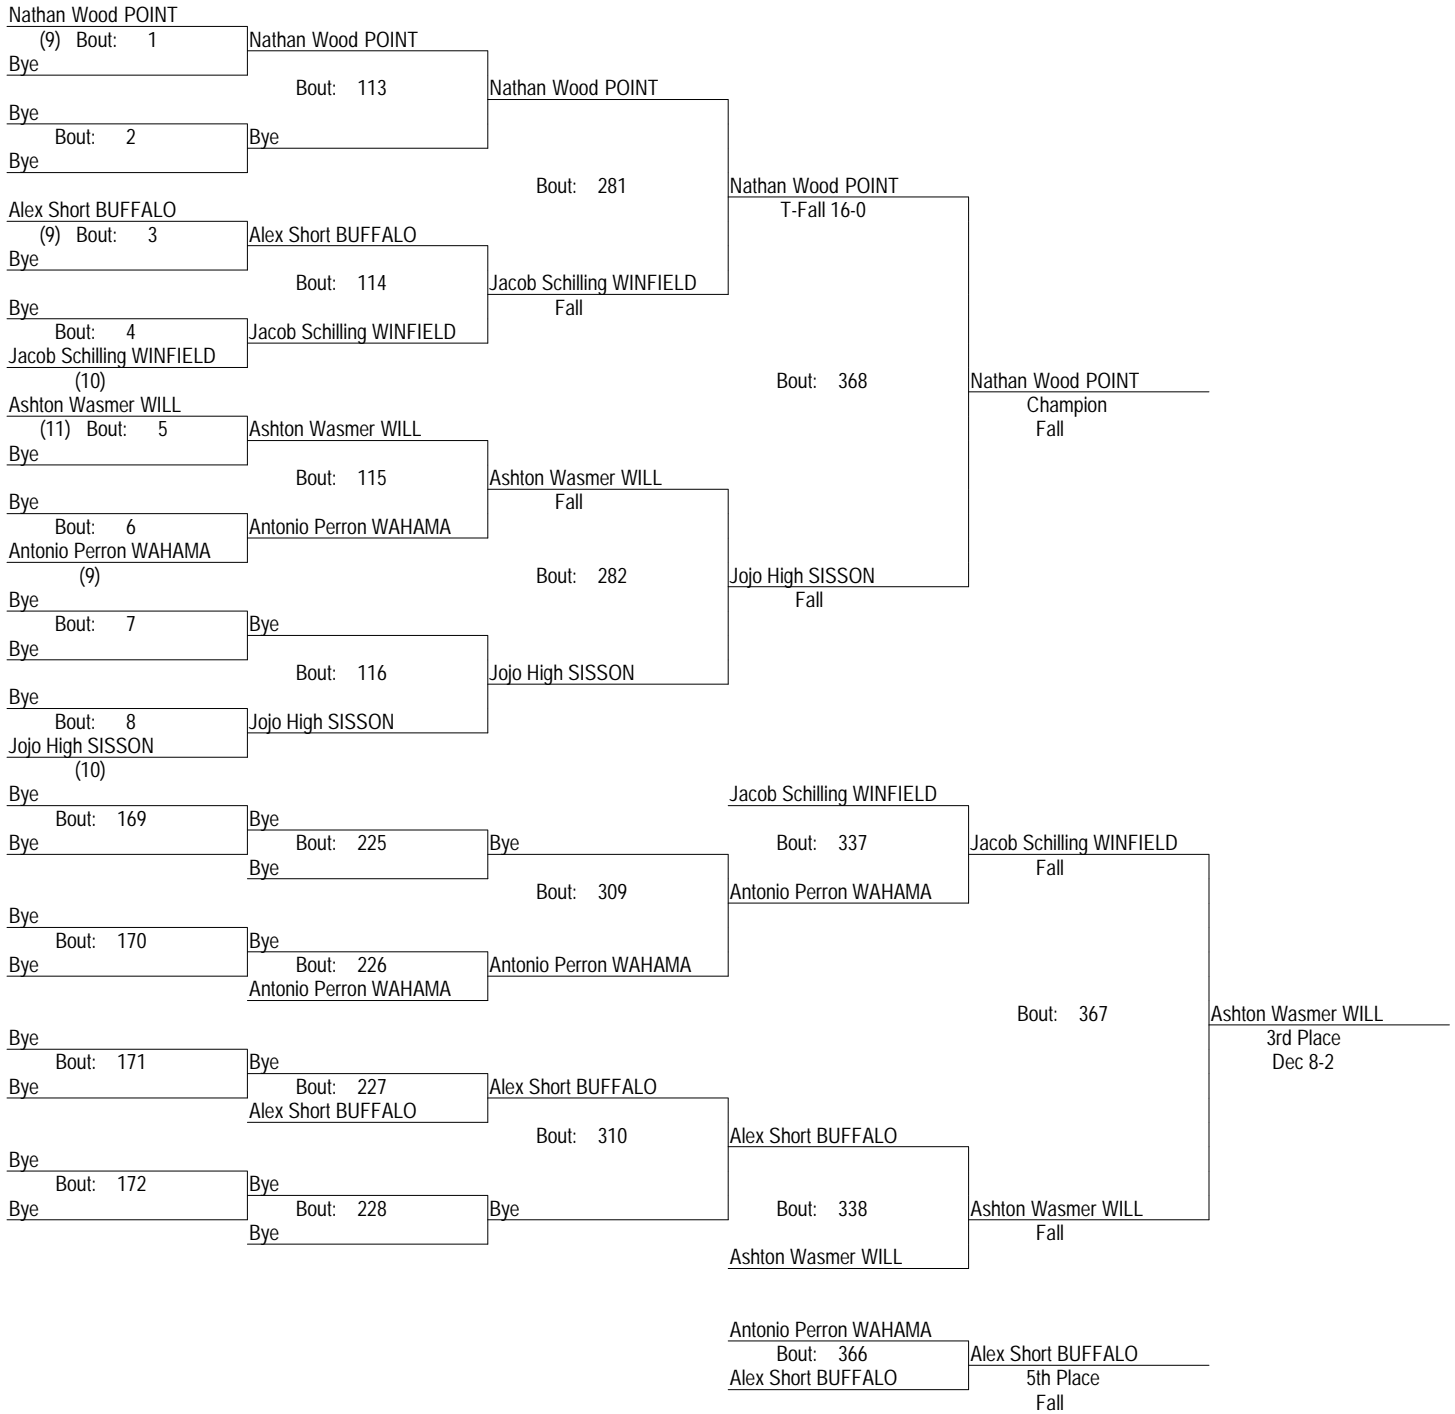 Nathan Wood POINT
(9) Bout: 1
Nathan Wood POINT
Bye
Bout: 113
Nathan Wood POINT
Bye
Bout: 2
Bye
Bye
Bout: 281
Nathan Wood POINT
T-Fall 16-0
Alex Short BUFFALO
(9) Bout: 3
Alex Short BUFFALO
Bye
Bout: 114
Jacob Schilling WINFIELD
Fall
Bye
Bout: 4
Jacob Schilling WINFIELD
Jacob Schilling WINFIELD
(10)
Bout: 368
Nathan Wood POINT
Champion
Fall
Ashton Wasmer WILL
(11) Bout: 5
Ashton Wasmer WILL
Bye
Bout: 115
Ashton Wasmer WILL
Fall
Bye
Bout: 6
Antonio Perron WAHAMA
Antonio Perron WAHAMA
(9)
Bout: 282
Jojo High SISSON
Fall
Bye
Bout: 7
Bye
Bye
Bout: 116
Jojo High SISSON
Bye
Bout: 8
Jojo High SISSON
Jojo High SISSON
(10)
Bye
Bout: 169
Bye
Bye
Bout: 225
Bye
Bye
Jacob Schilling WINFIELD
Bout: 337
Jacob Schilling WINFIELD
Fall
Bout: 309
Antonio Perron WAHAMA
Bye
Bout: 170
Bye
Bye
Bout: 226
Antonio Perron WAHAMA
Antonio Perron WAHAMA
Bout: 367
Ashton Wasmer WILL
3rd Place
Dec 8-2
Bye
Bout: 171
Bye
Bye
Bout: 227
Alex Short BUFFALO
Alex Short BUFFALO
Bout: 310
Alex Short BUFFALO
Bye
Bout: 172
Bye
Bye
Bout: 228
Bye
Bye
Bout: 338
Ashton Wasmer WILL
Fall
Ashton Wasmer WILL
Antonio Perron WAHAMA
Bout: 366
Alex Short BUFFALO
Alex Short BUFFALO
5th Place
Fall